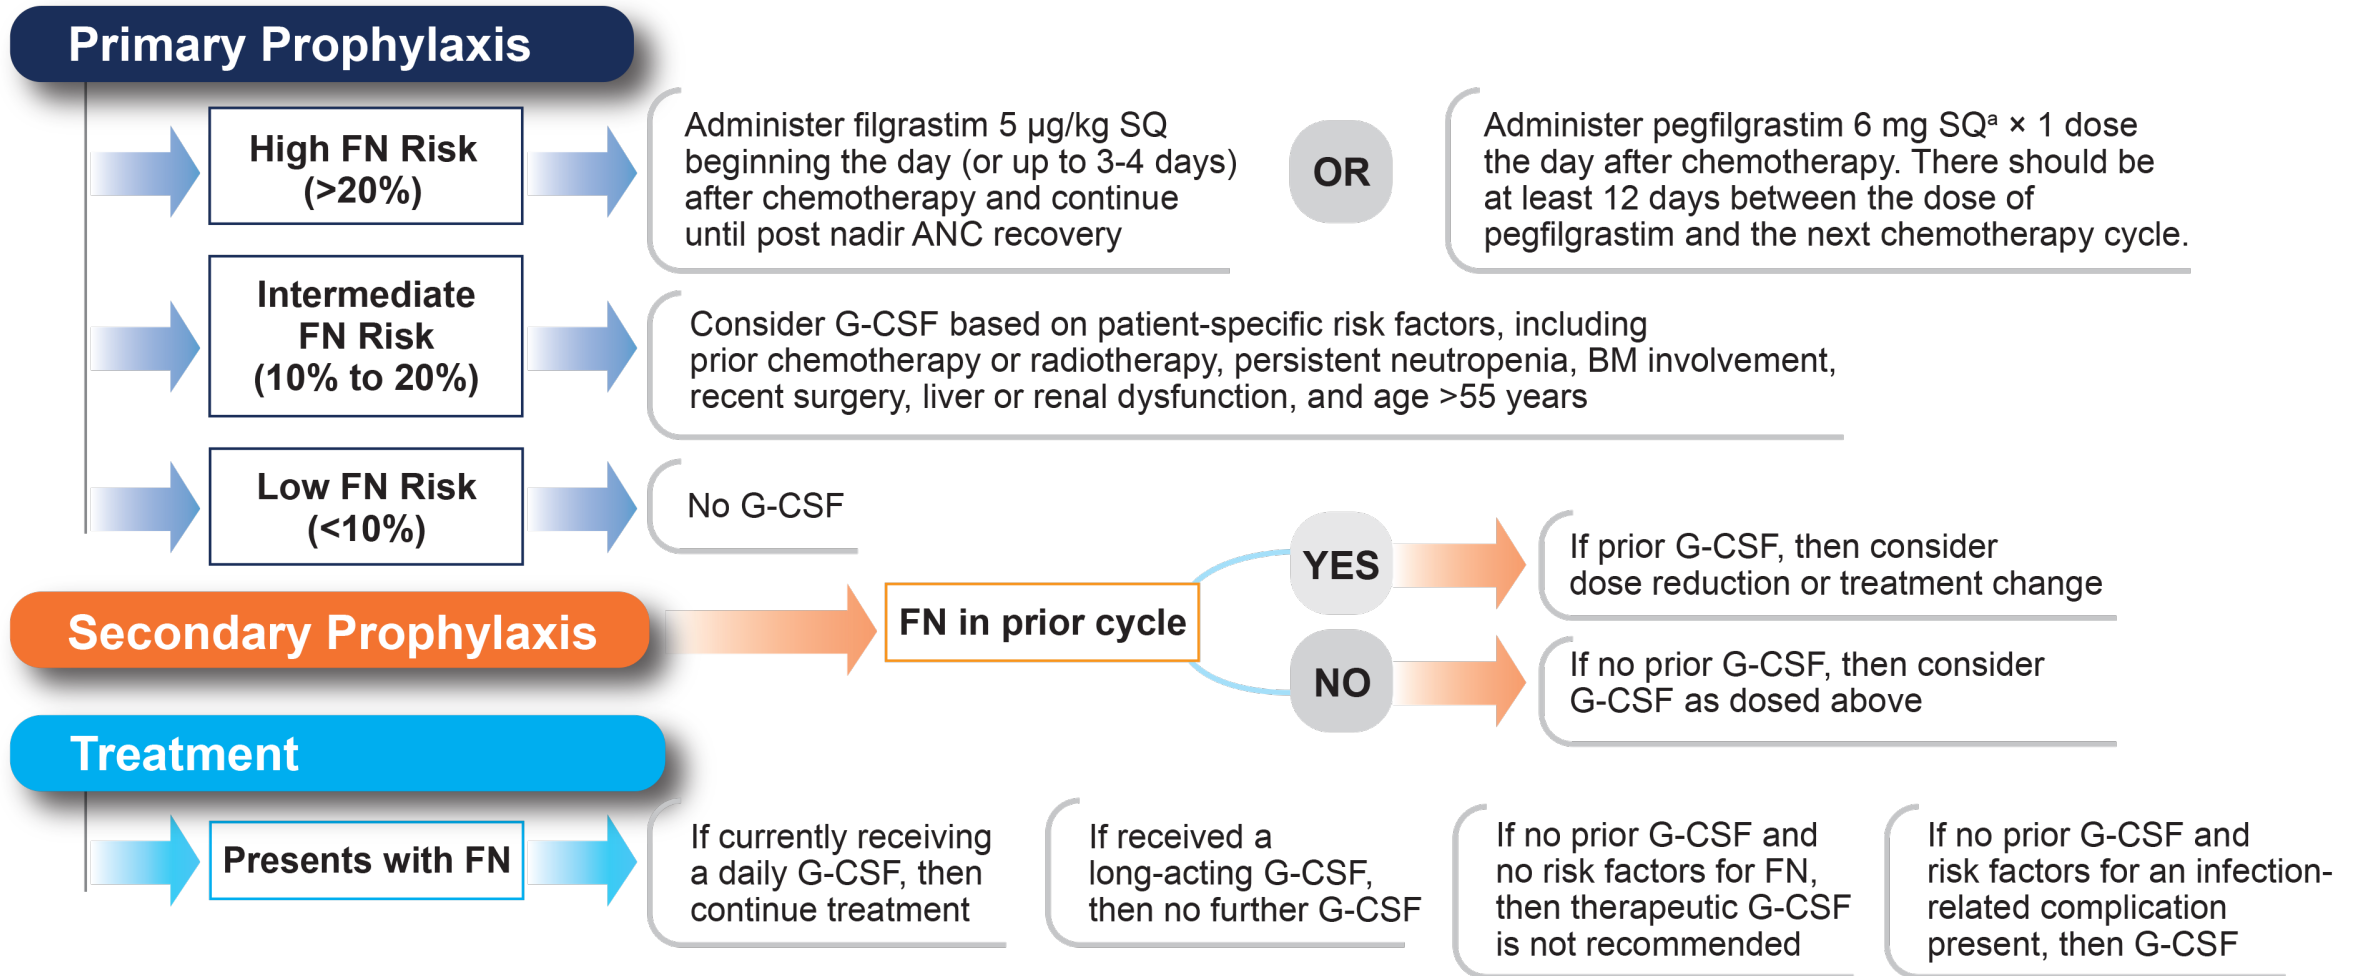 Primary Prophylaxis
High FN Risk
(>20%)
Administer filgrastim 5 µg/kg SQ
beginning the day (or up to 3-4 days)
after chemotherapy and continue
until post nadir ANC recovery
OR
Administer pegfilgrastim 6 mg SQᵃ × 1 dose
the day after chemotherapy. There should be
at least 12 days between the dose of
pegfilgrastim and the next chemotherapy cycle.
Intermediate
FN Risk
(10% to 20%)
Consider G-CSF based on patient-specific risk factors, including
prior chemotherapy or radiotherapy, persistent neutropenia, BM involvement,
recent surgery, liver or renal dysfunction, and age >55 years
Low FN Risk
(<10%)
No G-CSF
Secondary Prophylaxis
FN in prior cycle
YES
If prior G-CSF, then consider
dose reduction or treatment change
NO
If no prior G-CSF, then consider
G-CSF as dosed above
Treatment
Presents with FN
If currently receiving
a daily G-CSF, then
continue treatment
If received a
long-acting G-CSF,
then no further G-CSF
If no prior G-CSF and
no risk factors for FN,
then therapeutic G-CSF
is not recommended
If no prior G-CSF and
risk factors for an infection-
related complication
present, then G-CSF